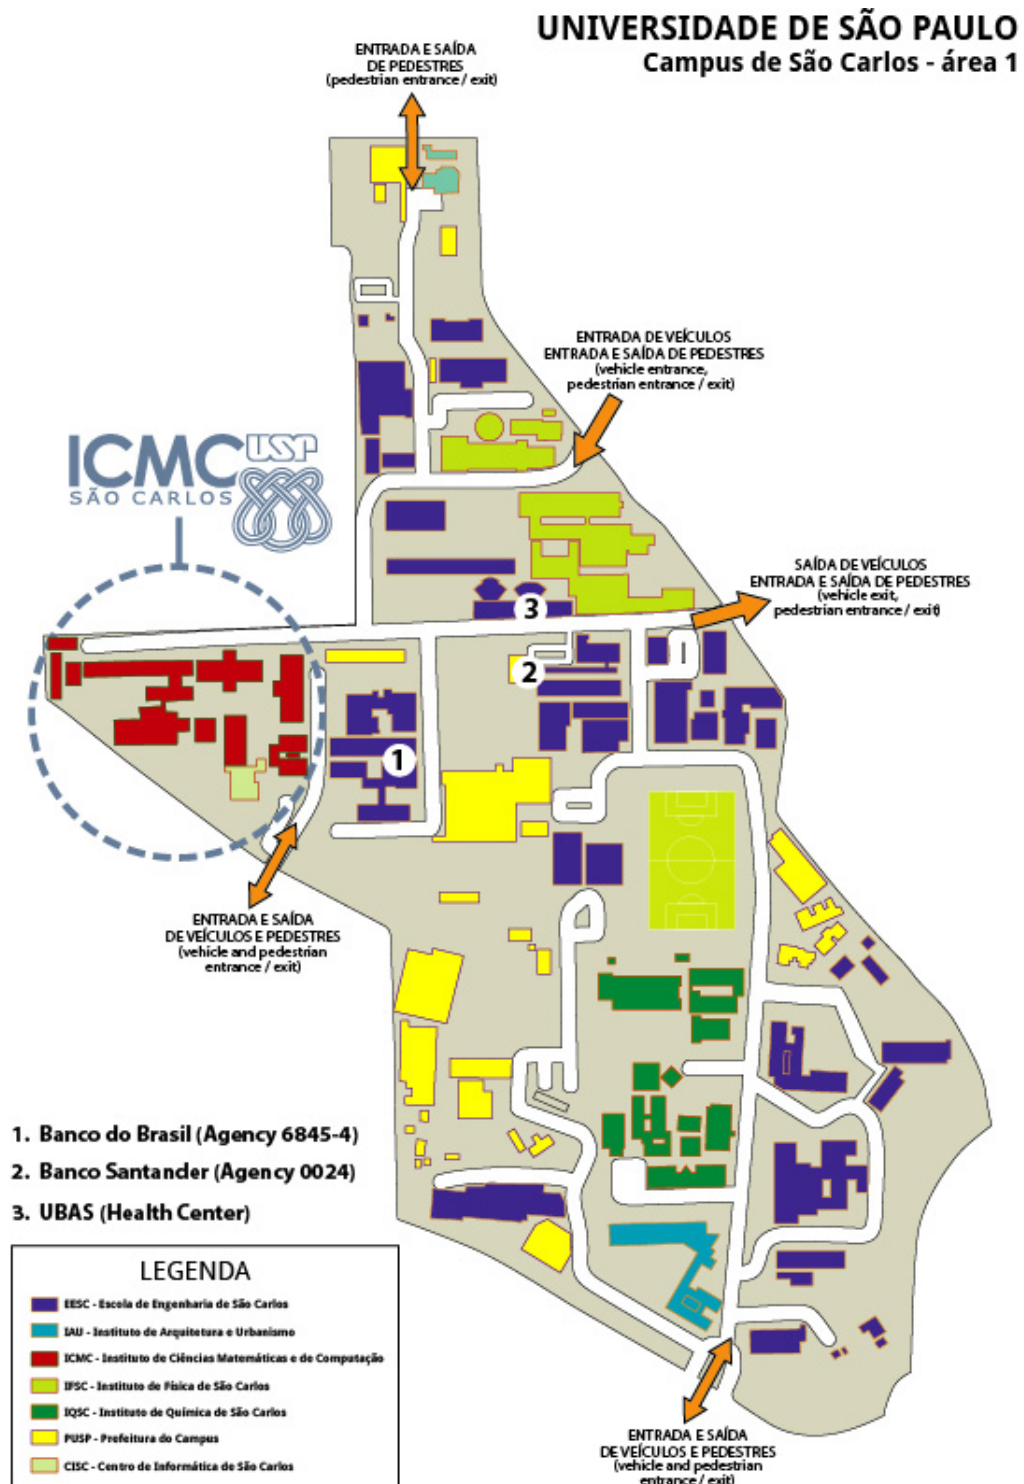 UNIVERSIDADE DE SÃO PAULO
Campus de São Carlos - área 1
ENTRADA E SAÍDA
DE PEDESTRES
(pedestrian entrance / exit)
ENTRADA DE VEÍCULOS
ENTRADA E SAÍDA DE PEDESTRES
(vehicle entrance,
pedestrian entrance / exit)
ICMC USP
SÃO CARLOS
SAÍDA DE VEÍCULOS
ENTRADA E SAÍDA DE PEDESTRES
(vehicle exit,
pedestrian entrance / exit)
3
2
1
ENTRADA E SAÍDA
DE VEÍCULOS E PEDESTRES
(vehicle and pedestrian
entrance / exit)
1. Banco do Brasil (Agency 6845-4)
2. Banco Santander (Agency 0024)
3. UBAS (Health Center)
LEGENDA
EESC - Escola de Engenharia de São Carlos
IAU - Instituto de Arquitetura e Urbanismo
ICMC - Instituto de Ciências Matemáticas e de Computação
IFSC - Instituto de Física de São Carlos
IQSC - Instituto de Química de São Carlos
PUSP - Prefeitura do Campus
CISC - Centro de Informática de São Carlos
ENTRADA E SAÍDA
DE VEÍCULOS E PEDESTRES
(vehicle and pedestrian
entrance / exit)